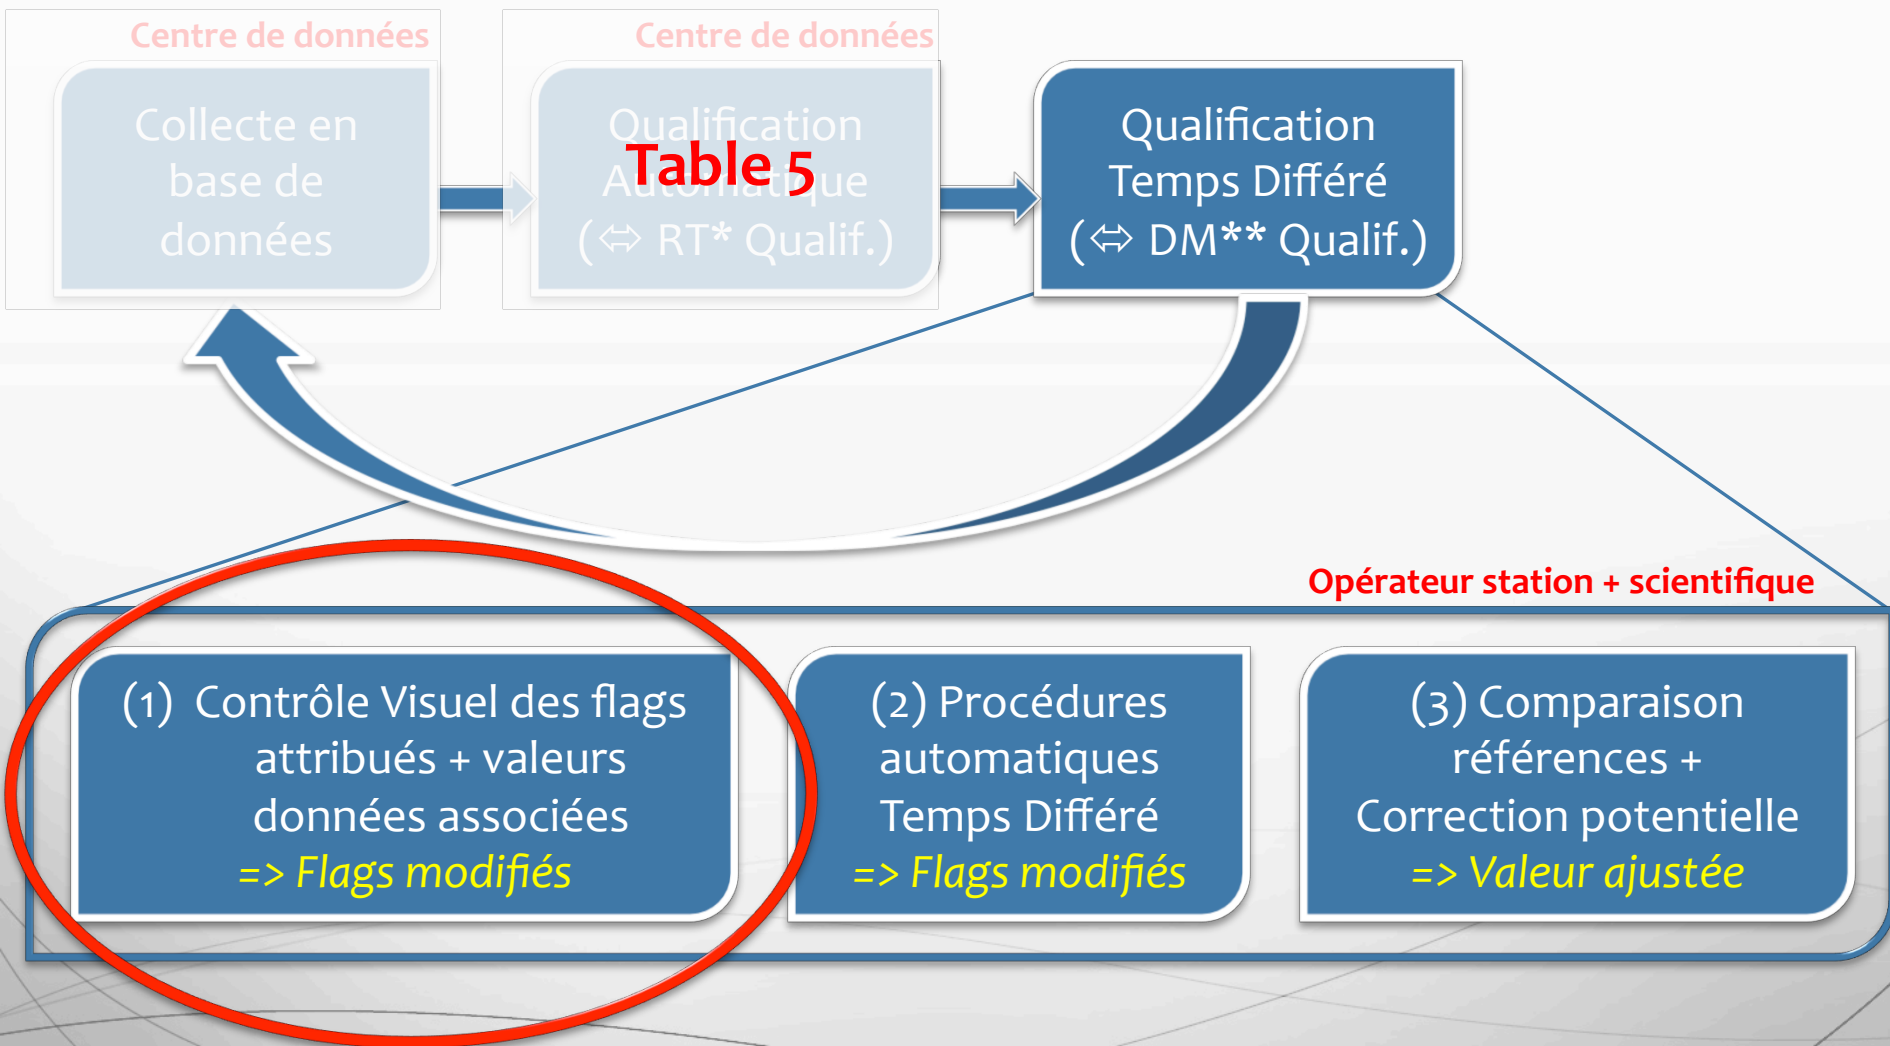 Centre de données
Centre de données
Collecte en
base de
données
Qualification
Automatique
(⇔ RT* Qualif.)
Table 5
Qualification
Temps Différé
(⇔ DM** Qualif.)
Opérateur station + scientifique
(1) Contrôle Visuel des flags
attribués + valeurs
données associées
=> Flags modifiés
(2) Procédures
automatiques
Temps Différé
=> Flags modifiés
(3) Comparaison
références +
Correction potentielle
=> Valeur ajustée